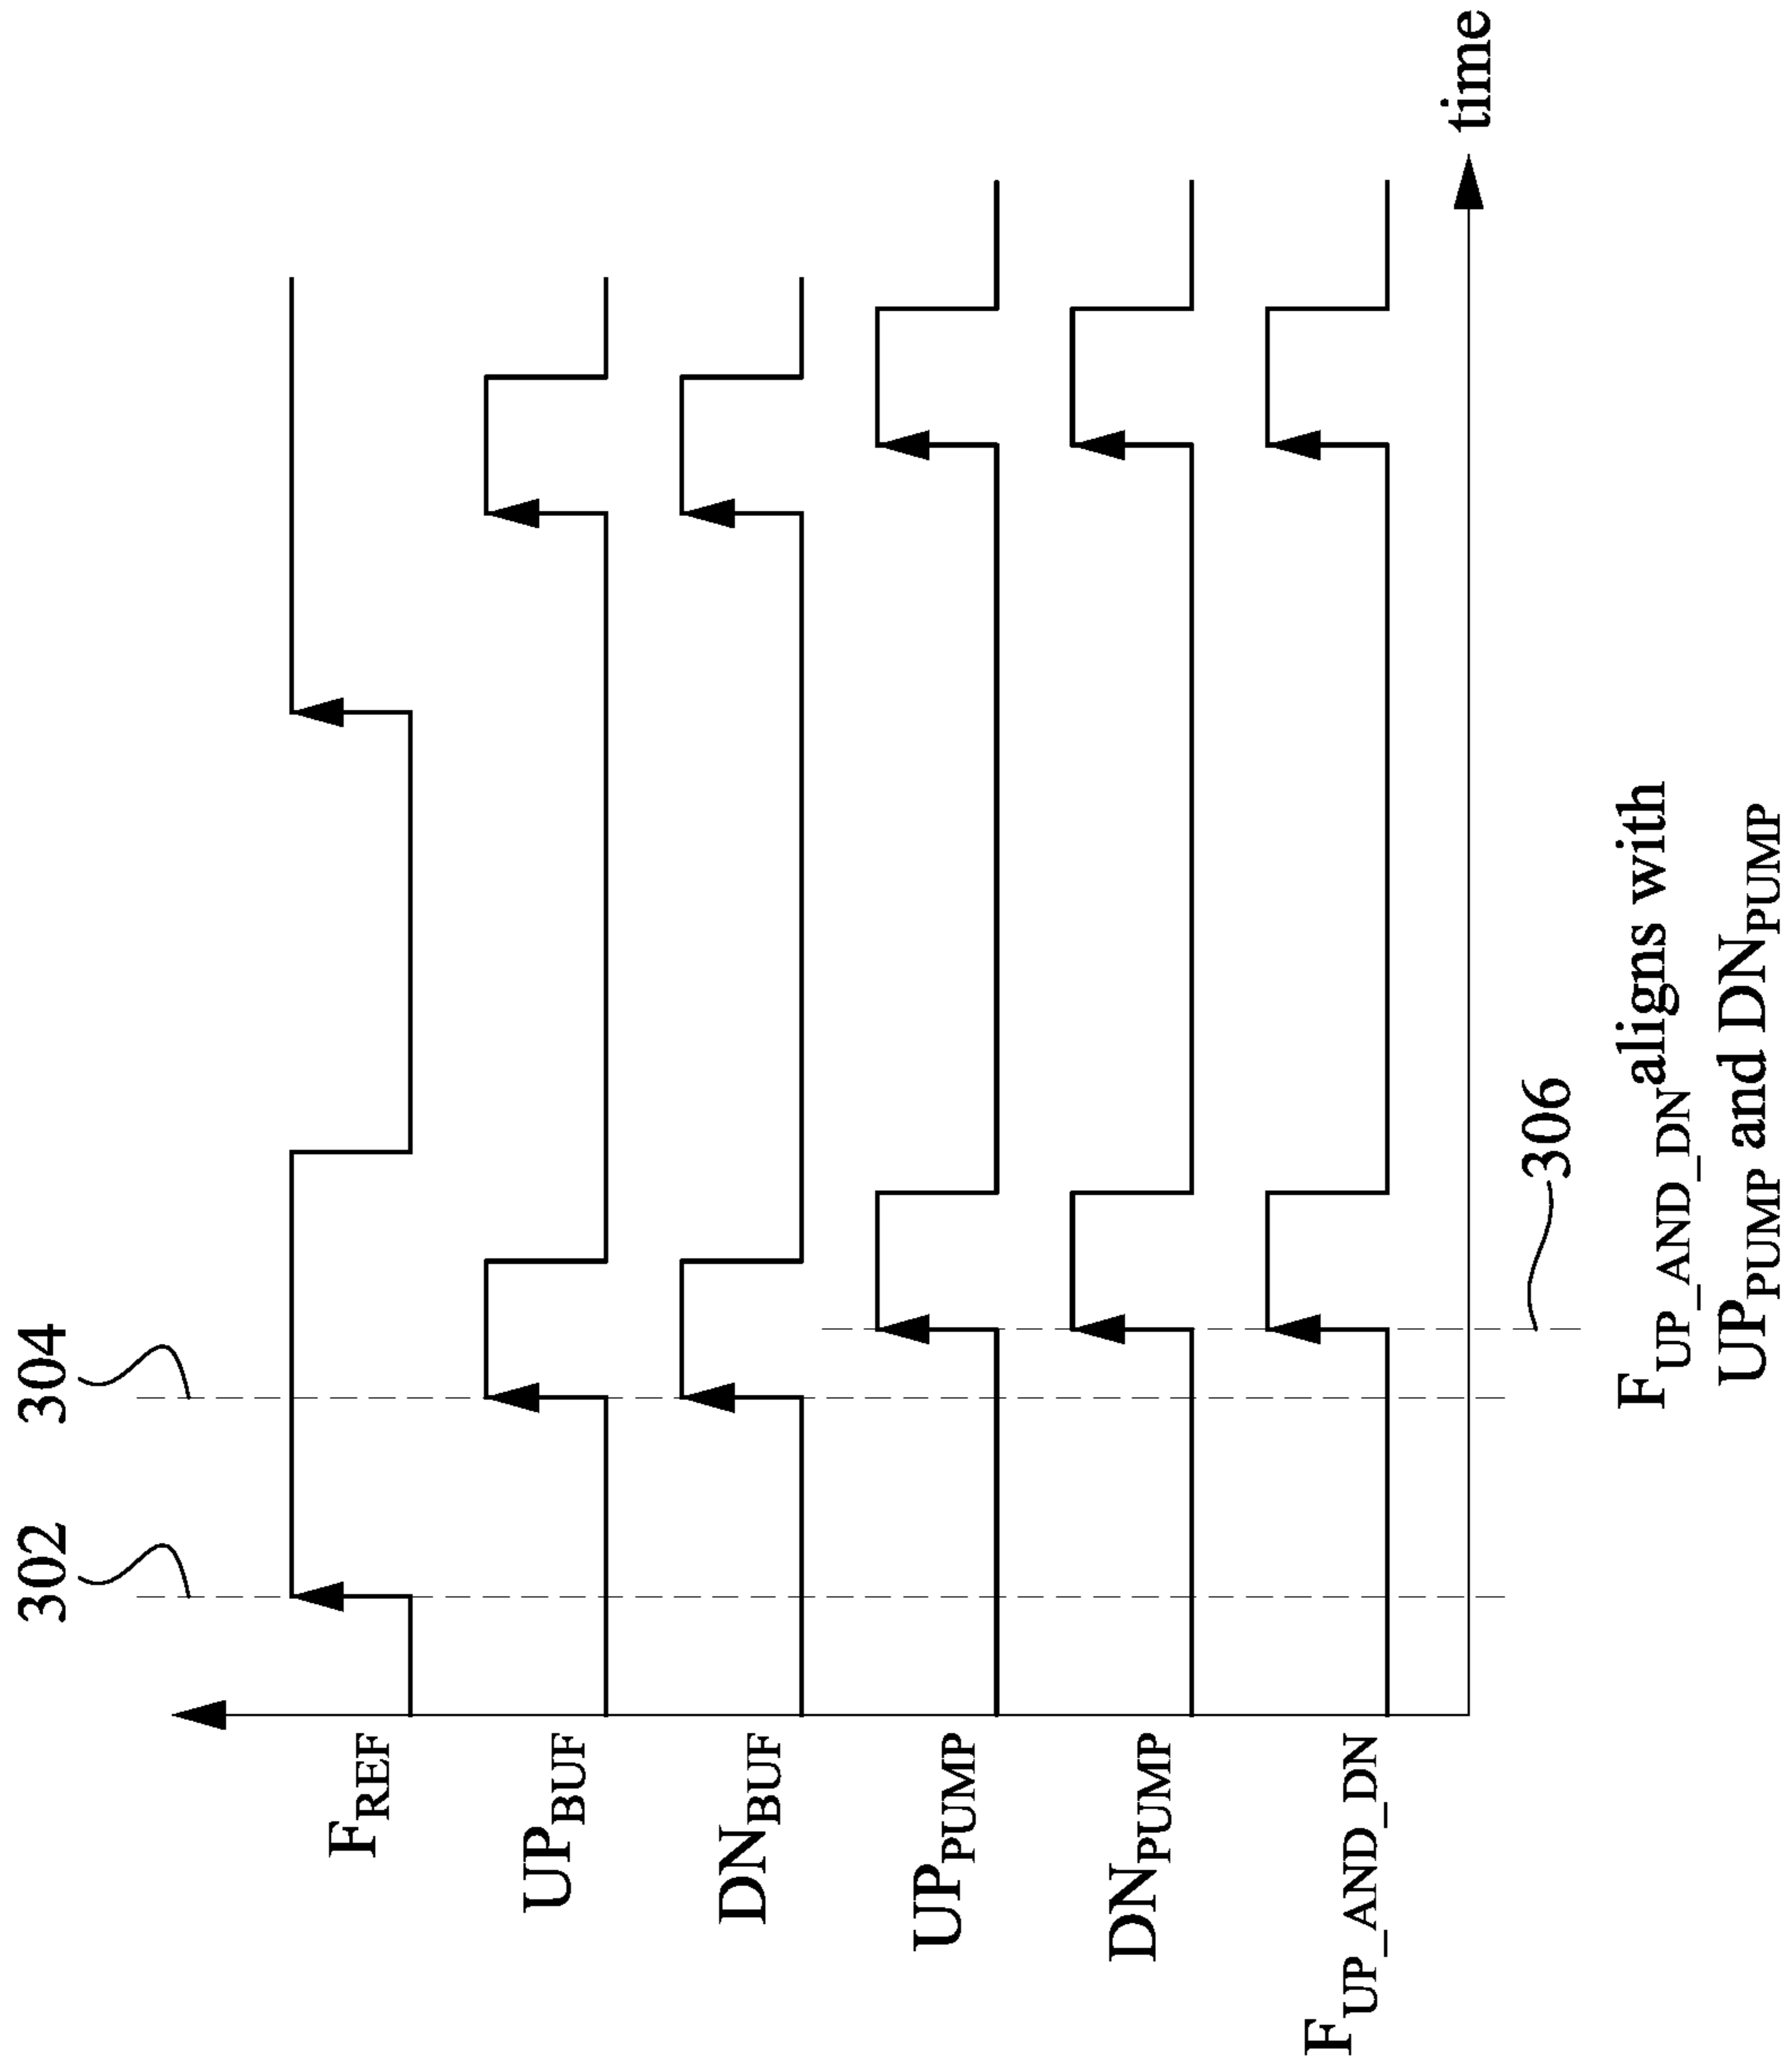 302
304
F_REF
UP_BUF
DN_BUF
UP_PUMP
DN_PUMP
F_UP_AND_DN
time
306
F_UP_AND_DN aligns with
UP_PUMP and DN_PUMP